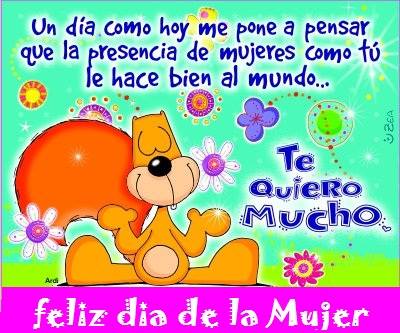 Un día como hoy me pone a pensar
que la presencia de mujeres como tú
le hace bien al mundo...
Te
Quiero
Mucho
Ardi
feliz dia de la Mujer